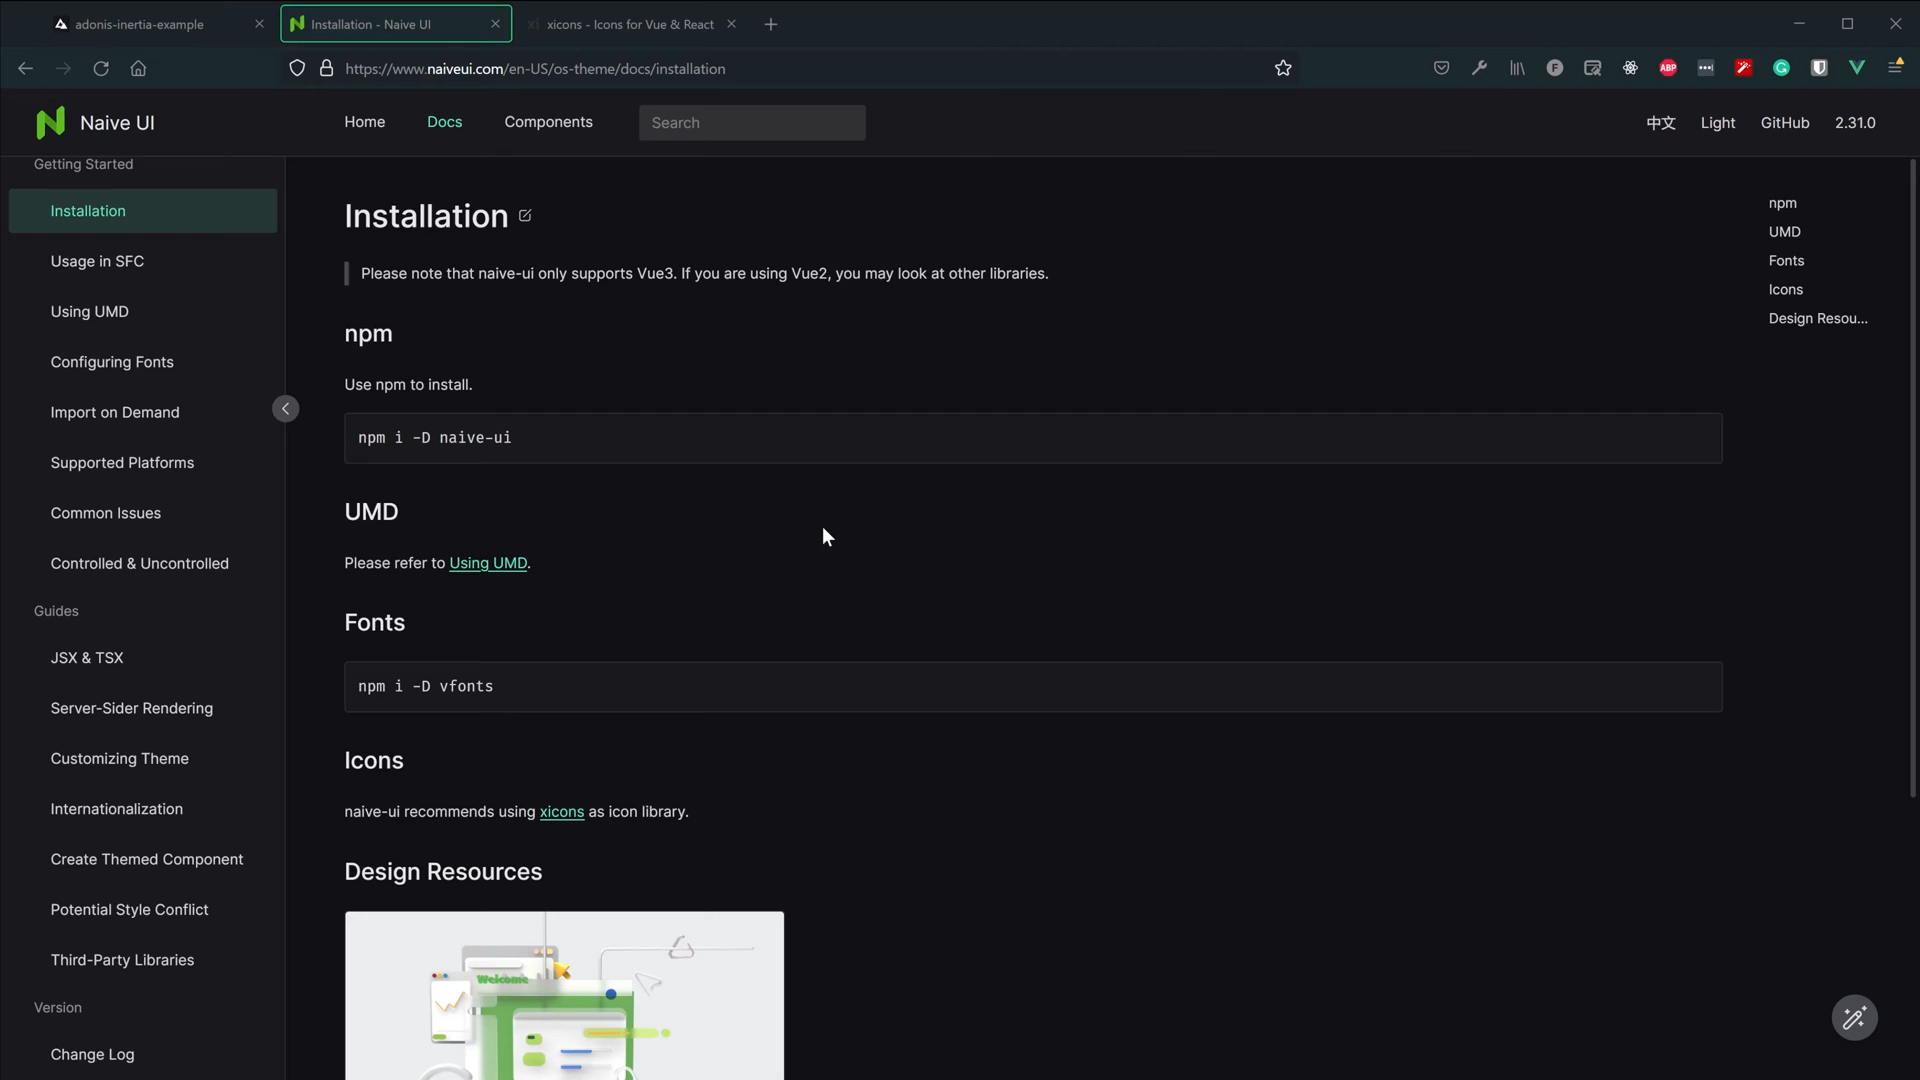 adonis-inertia-example
Installation - Naive UI
xicons - Icons for Vue & React
https://www.naiveui.com/en-US/os-theme/docs/installation
F
ABP
Naive UI
Home
Docs
Components
Search
中文
Light
GitHub
2.31.0
Getting Started
Installation
Usage in SFC
Using UMD
Configuring Fonts
Import on Demand
Supported Platforms
Common Issues
Controlled & Uncontrolled
Guides
JSX & TSX
Server-Sider Rendering
Customizing Theme
Internationalization
Create Themed Component
Potential Style Conflict
Third-Party Libraries
Version
Change Log
Installation
Please note that naive-ui only supports Vue3. If you are using Vue2, you may look at other libraries.
npm
Use npm to install.
npm i -D naive-ui
UMD
Please refer to Using UMD.
Fonts
npm i -D vfonts
Icons
naive-ui recommends using xicons as icon library.
Design Resources
Welcome
npm
UMD
Fonts
Icons
Design Resou...